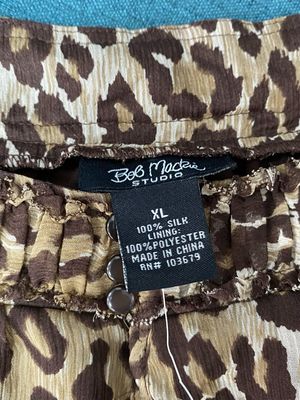 Bob Mackie
STUDIO
XL
100% SILK
LINING:
100%POLYESTER
MADE IN CHINA
RN# 103679